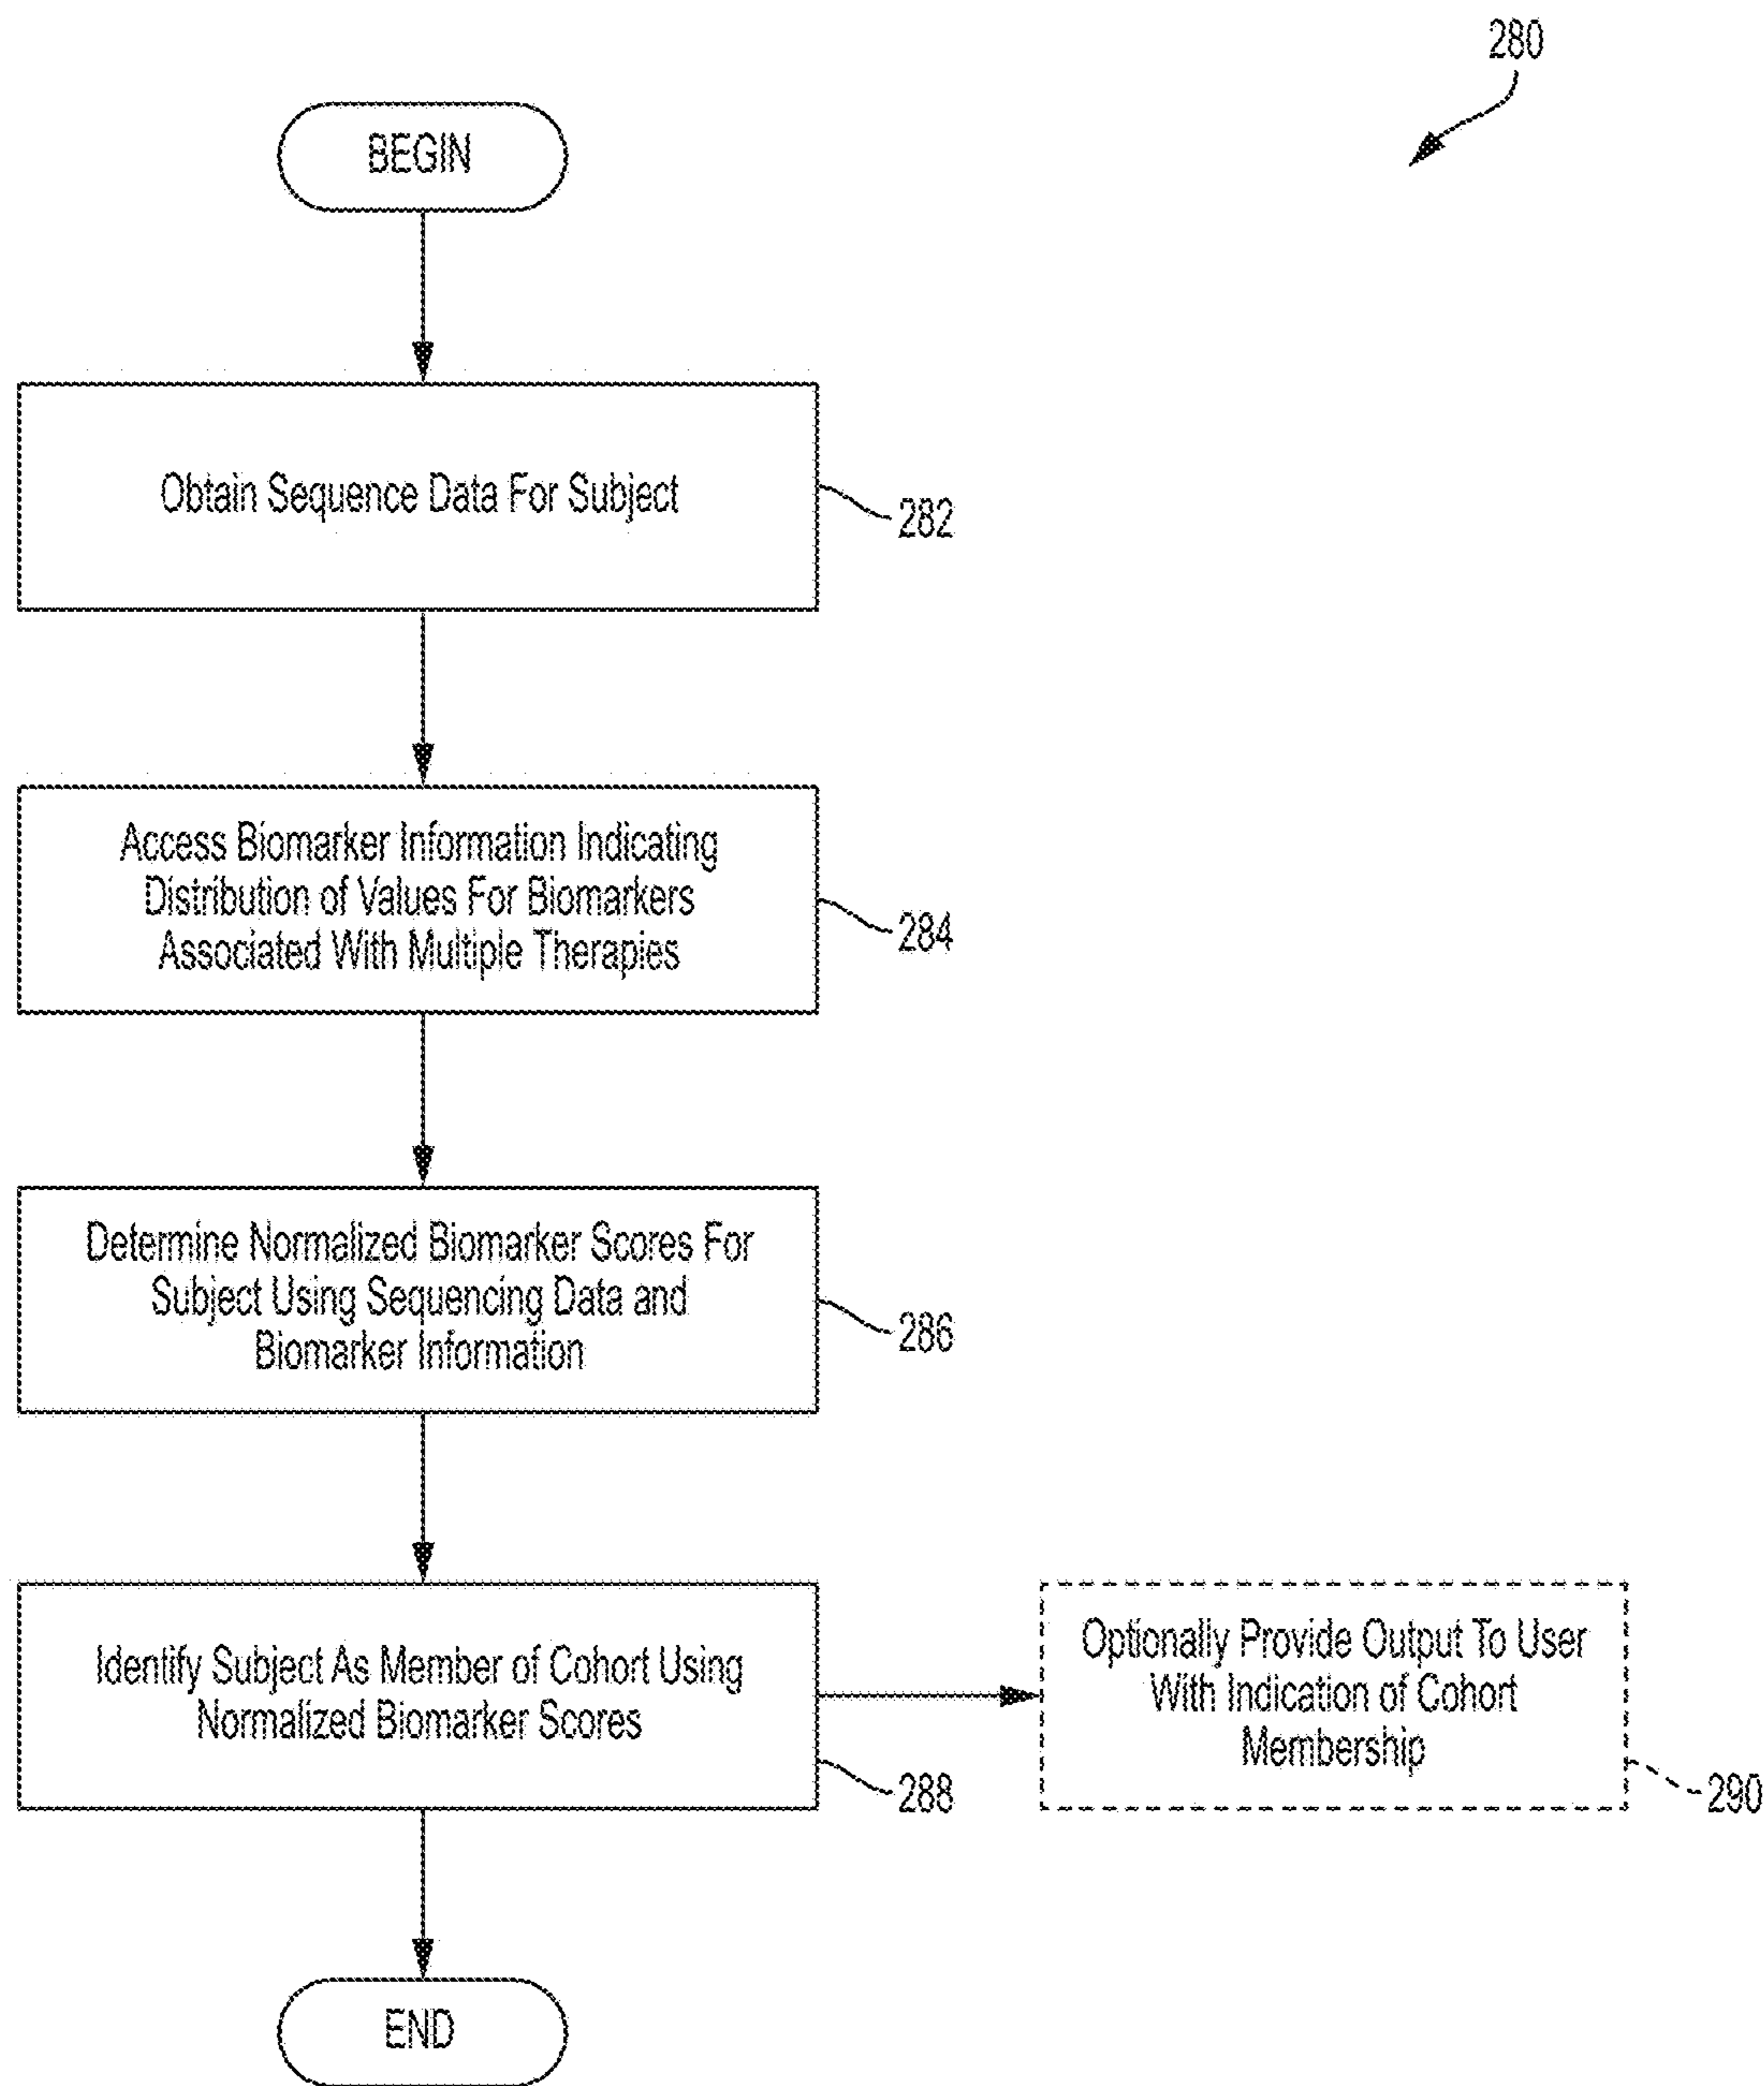 280
BEGIN
Obtain Sequence Data For Subject
282
Access Biomarker Information Indicating
Distribution of Values For Biomarkers
Associated With Multiple Therapies
284
Determine Normalized Biomarker Scores For
Subject Using Sequencing Data and
Biomarker Information
286
Identify Subject As Member of Cohort Using
Normalized Biomarker Scores
288
Optionally Provide Output To User
With Indication of Cohort
Membership
290
END